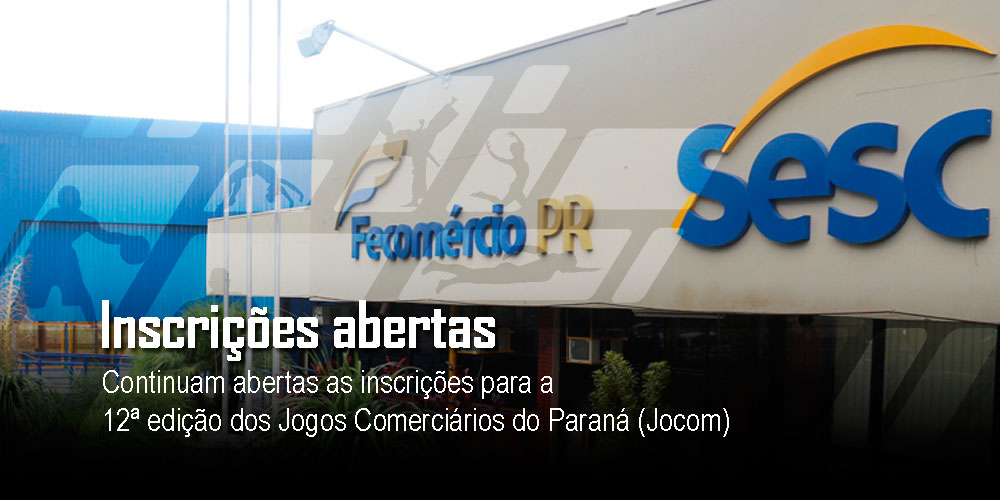 Fecomércio PR
Sesc
Inscrições abertas
Continuam abertas as inscrições para a
12ª edição dos Jogos Comerciários do Paraná (Jocom)